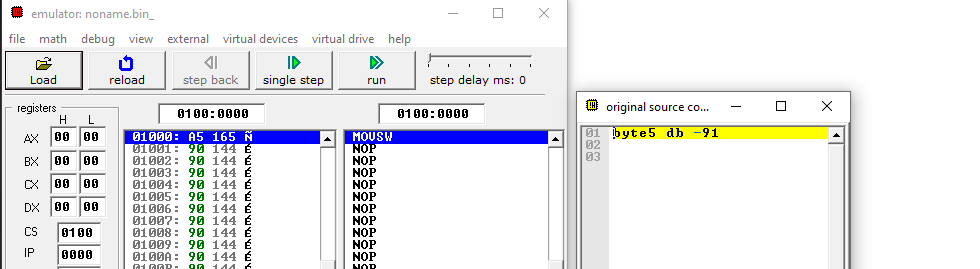 emulator: noname.bin_
file math debug view external virtual devices virtual drive help
Load reload step back single step run step delay ms: 0
registers
H L
AX 00 00
BX 00 00
CX 00 00
DX 00 00
CS 0100
IP 0000
0100:0000 0100:0000
01000: A5 165 Ñ MOVSW
01001: 90 144 É NOP
01002: 90 144 É NOP
01003: 90 144 É NOP
01004: 90 144 É NOP
01005: 90 144 É NOP
01006: 90 144 É NOP
01007: 90 144 É NOP
01008: 90 144 É NOP
01009: 90 144 É NOP
0100A: 90 144 É NOP
0100B: 90 144 É NOP
original source co...
01 byte5 db -91
02
03